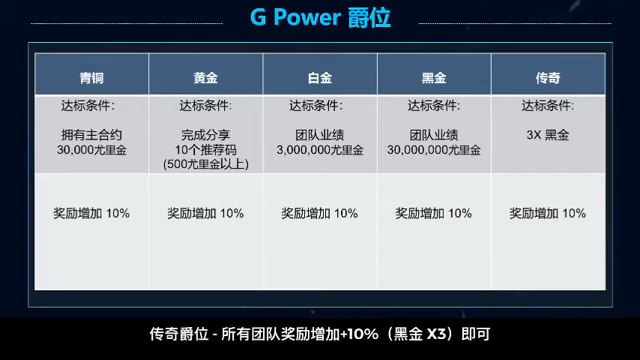 G Power 爵位
青铜 黄金 白金 黑金 传奇
达标条件： 达标条件: 达标条件： 达标条件: 达标条件：
拥有主合约 完成分享 团队业绩 团队业绩 3X 黑金
30,000尤里金 10个推荐码 3,000,000尤里金 30,000,000尤里金
(500尤里金以上)
奖励增加 10% 奖励增加 10% 奖励增加 10% 奖励增加 10% 奖励增加 10%
传奇爵位 - 所有团队奖励增加+10%（黑金 X3）即可